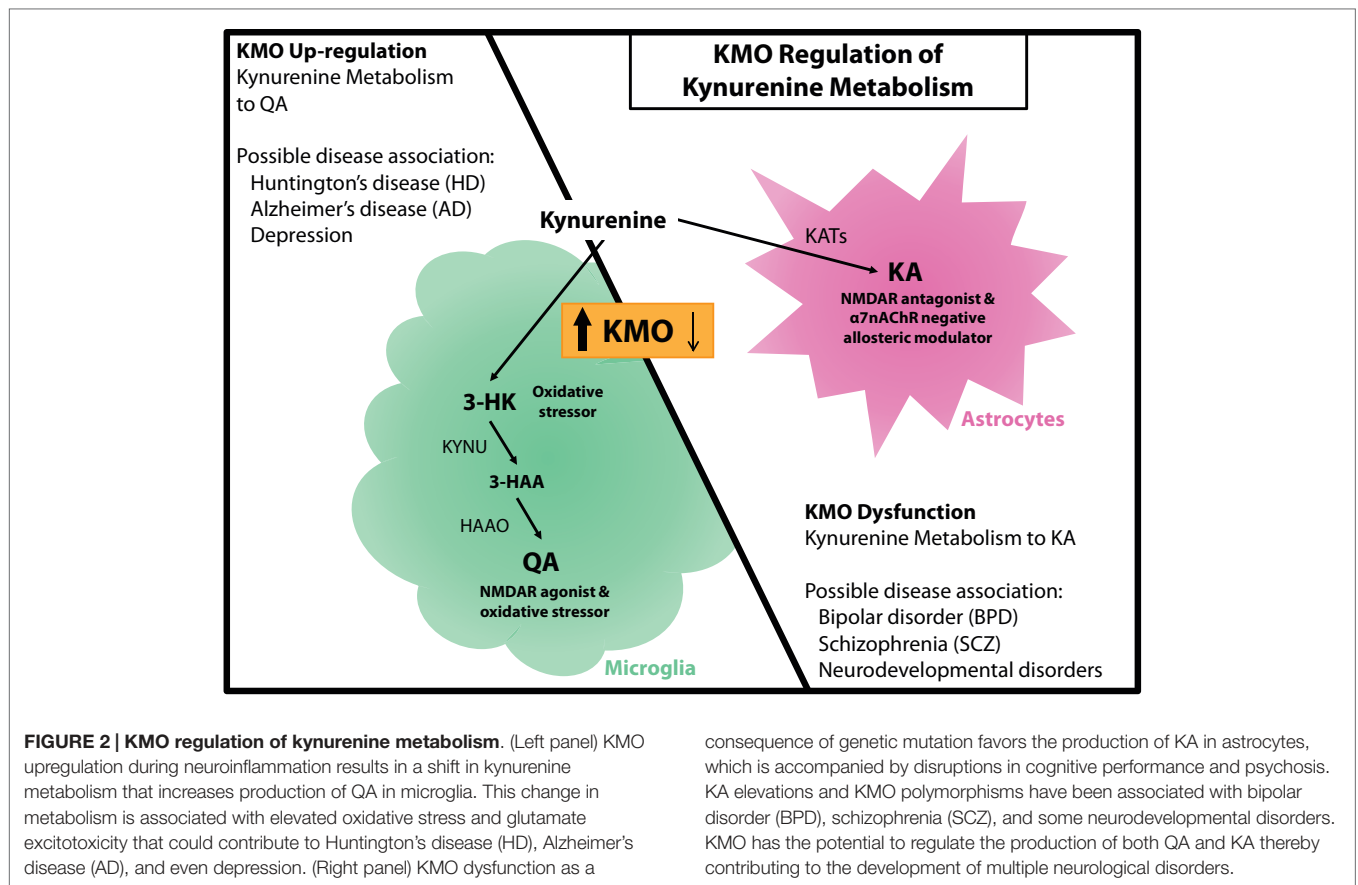 KMO Up-regulation
Kynurenine Metabolism
to QA
Possible disease association:
Huntington's disease (HD)
Alzheimer's disease (AD)
Depression
KMO Regulation of
Kynurenine Metabolism
Kynurenine
KATs
KA
NMDAR antagonist &
α7nAChR negative
allosteric modulator
Astrocytes
KMO
3-HK
Oxidative
stressor
KYNU
3-HAA
HAAO
QA
NMDAR agonist &
oxidative stressor
Microglia
KMO Dysfunction
Kynurenine Metabolism to KA
Possible disease association:
Bipolar disorder (BPD)
Schizophrenia (SCZ)
Neurodevelopmental disorders
FIGURE 2 | KMO regulation of kynurenine metabolism. (Left panel) KMO
upregulation during neuroinflammation results in a shift in kynurenine
metabolism that increases production of QA in microglia. This change in
metabolism is associated with elevated oxidative stress and glutamate
excitotoxicity that could contribute to Huntington's disease (HD), Alzheimer's
disease (AD), and even depression. (Right panel) KMO dysfunction as a
consequence of genetic mutation favors the production of KA in astrocytes,
which is accompanied by disruptions in cognitive performance and psychosis.
KA elevations and KMO polymorphisms have been associated with bipolar
disorder (BPD), schizophrenia (SCZ), and some neurodevelopmental disorders.
KMO has the potential to regulate the production of both QA and KA thereby
contributing to the development of multiple neurological disorders.